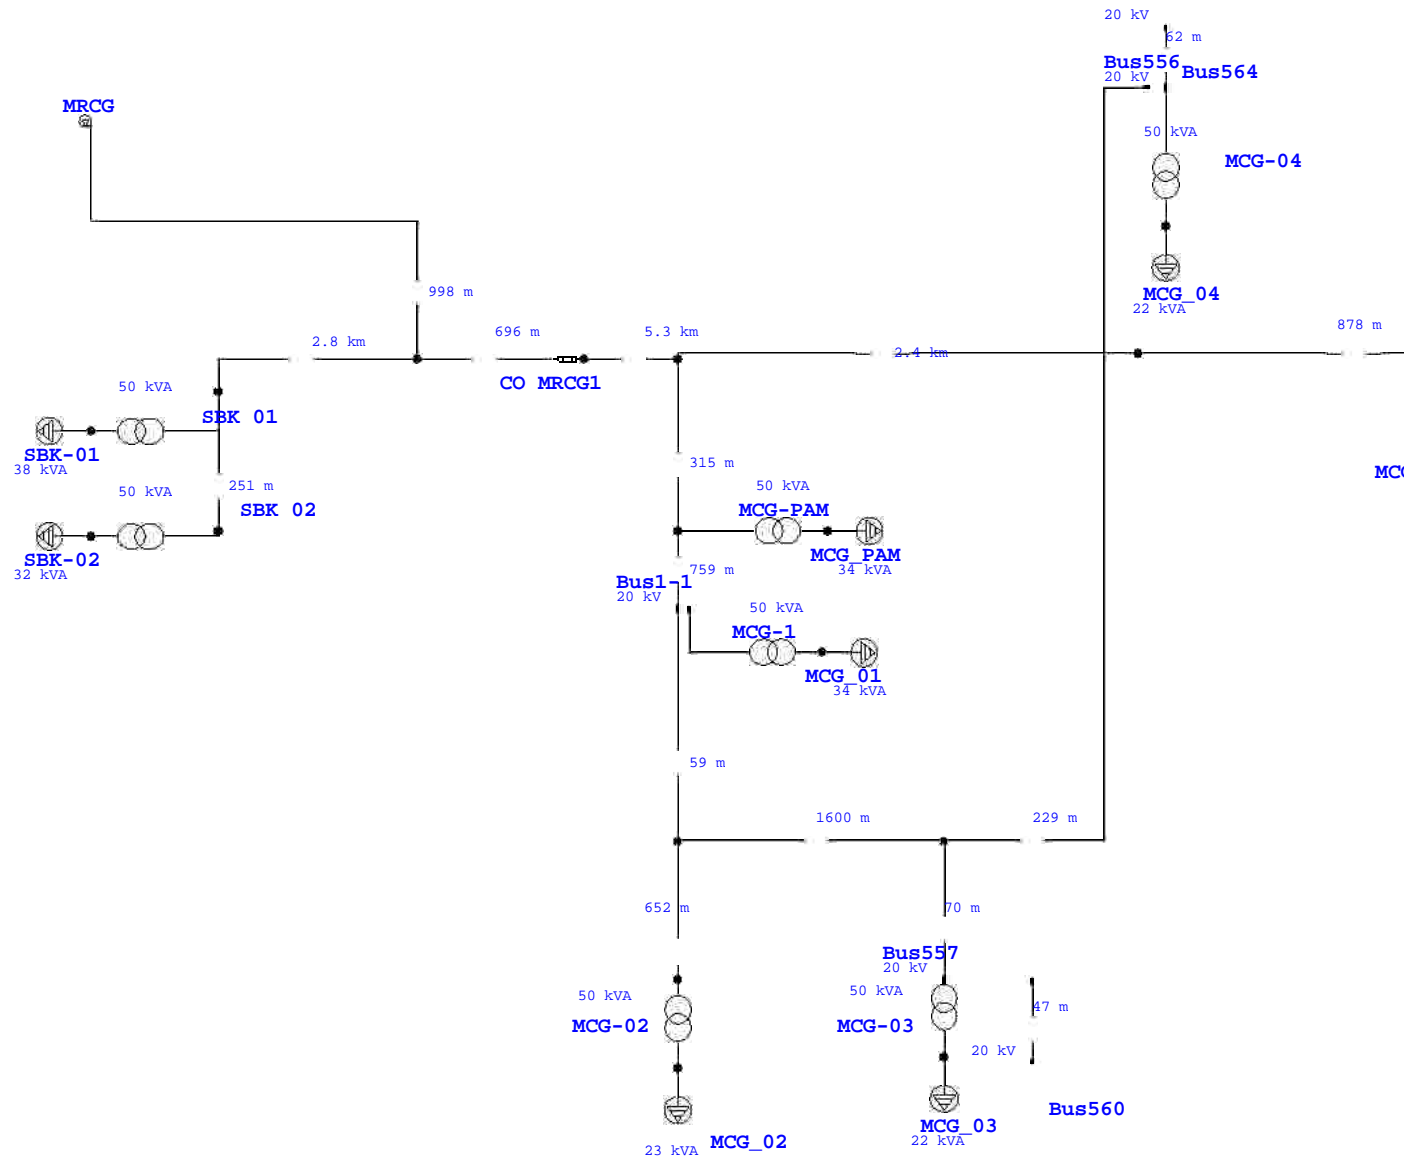 20 kV
62 m
Bus556
Bus564
20 kV
MRCG
50 kVA
MCG-04
998 m
MCG_04
22 kVA
2.8 km
696 m
5.3 km
2.4 km
878 m
CO MRCG1
50 kVA
SBK 01
SBK-01
38 kVA
315 m
MCG
50 kVA
251 m
50 kVA
SBK 02
MCG-PAM
SBK-02
32 kVA
MCG_PAM
34 kVA
759 m
Bus1-1
20 kV
50 kVA
MCG-1
MCG_01
34 kVA
59 m
1600 m
229 m
652 m
70 m
Bus557
20 kV
50 kVA
50 kVA
47 m
MCG-02
MCG-03
20 kV
Bus560
MCG_03
22 kVA
MCG_02
23 kVA